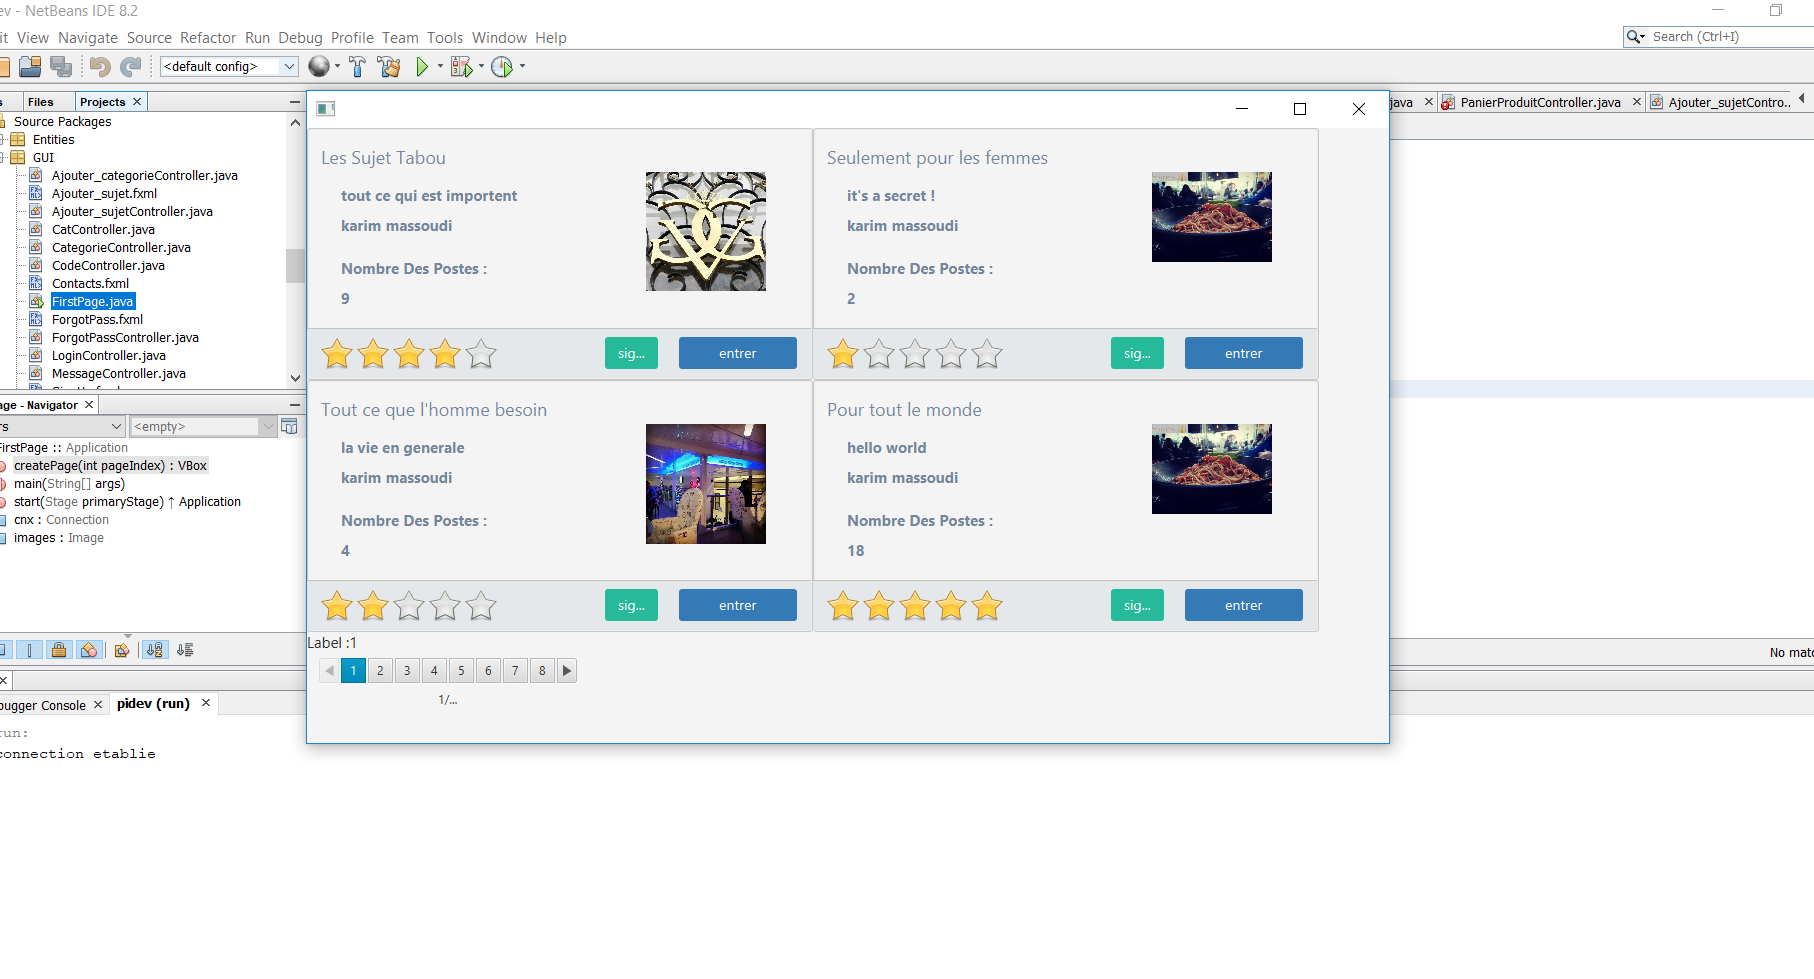 ev - NetBeans IDE 8.2
it View Navigate Source Refactor Run Debug Profile Team Tools Window Help
Search (Ctrl+I)
<default config>
s Files Projects
java PanierProduitController.java Ajouter_sujetContro...
Source Packages
Entities
GUI
Ajouter_categorieController.java
Ajouter_sujet.fxml
Ajouter_sujetController.java
CatController.java
CategorieController.java
CodeController.java
Contacts.fxml
FirstPage.java
ForgotPass.fxml
ForgotPassController.java
LoginController.java
MessageController.java
age - Navigator
rs <empty>
FirstPage :: Application
createPage(int pageIndex) : VBox
main(String[] args)
start(Stage primaryStage) ↑ Application
cnx : Connection
images : Image
Les Sujet Tabou
tout ce qui est importent
karim massoudi
Nombre Des Postes :
9
sig... entrer
Seulement pour les femmes
it's a secret !
karim massoudi
Nombre Des Postes :
2
sig... entrer
Tout ce que l'homme besoin
la vie en generale
karim massoudi
Nombre Des Postes :
4
sig... entrer
Pour tout le monde
hello world
karim massoudi
Nombre Des Postes :
18
sig... entrer
Label :1
1 2 3 4 5 6 7 8
1/...
No matc
bugger Console pidev (run)
run:
connection etablie